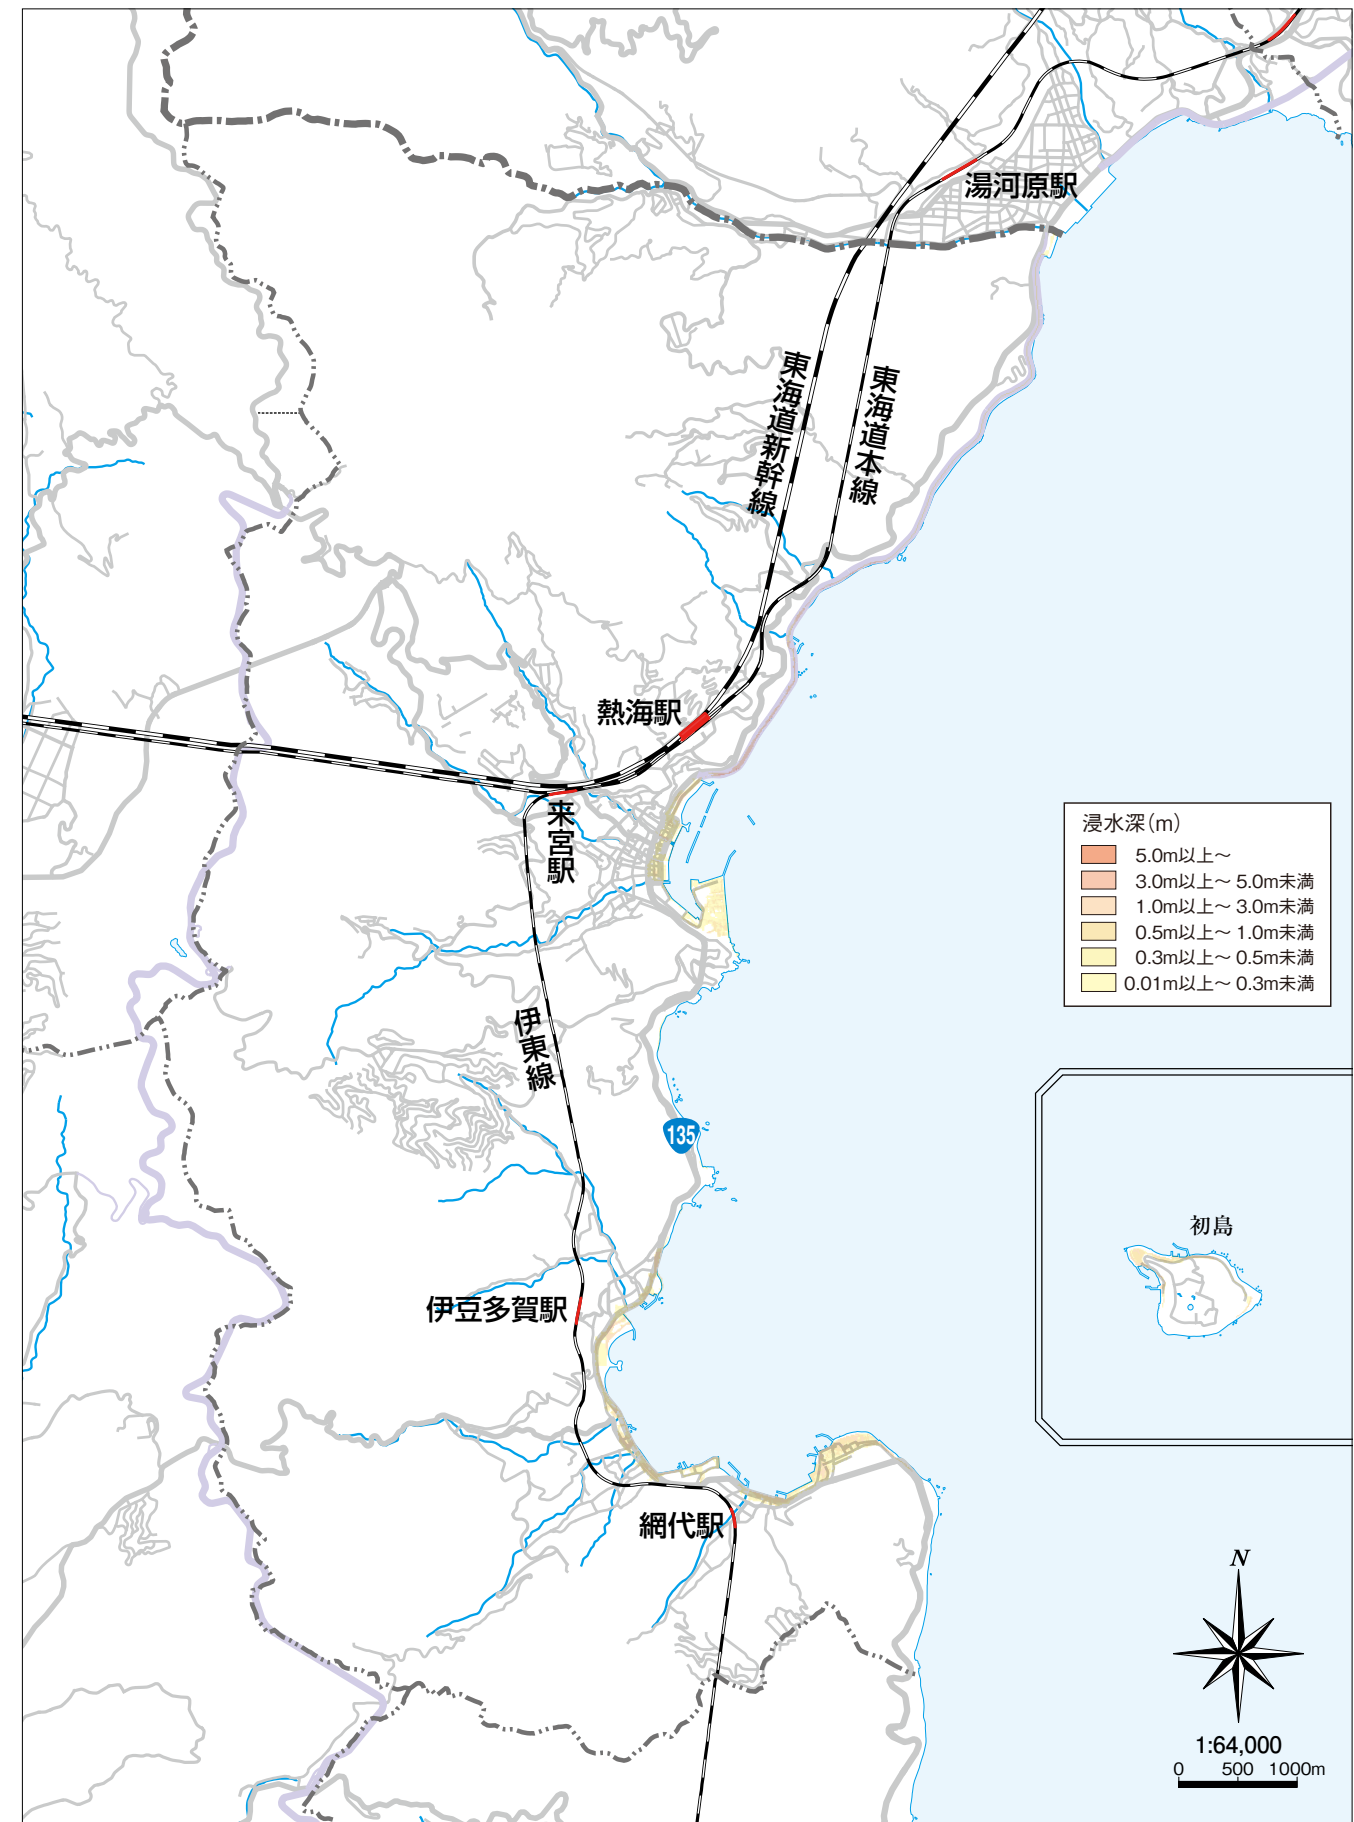 湯河原駅
東海道新幹線
東海道本線
熱海駅
来宮駅
浸水深(m)
5.0m以上~
3.0m以上~ 5.0m未満
1.0m以上~ 3.0m未満
0.5m以上~ 1.0m未満
0.3m以上~ 0.5m未満
0.01m以上~ 0.3m未満
伊東線
135
初島
伊豆多賀駅
網代駅
N
1:64,000
0 500 1000m